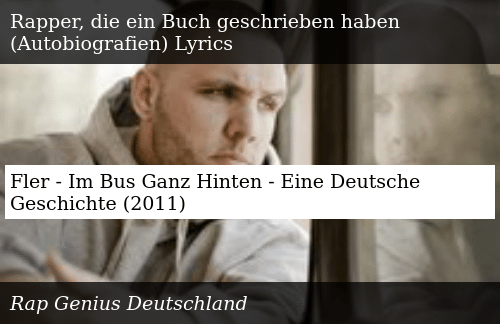 Rapper, die ein Buch geschrieben haben
(Autobiografien) Lyrics
Fler - Im Bus Ganz Hinten - Eine Deutsche
Geschichte (2011)
Rap Genius Deutschland